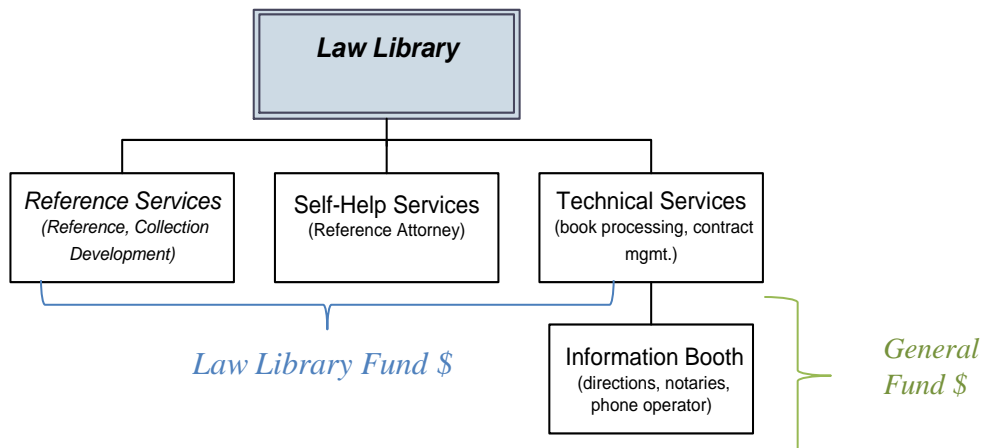 Law Library
Reference Services
(Reference, Collection
Development)
Self-Help Services
(Reference Attorney)
Technical Services
(book processing, contract
mgmt.)
Law Library Fund $
Information Booth
(directions, notaries,
phone operator)
General
Fund $